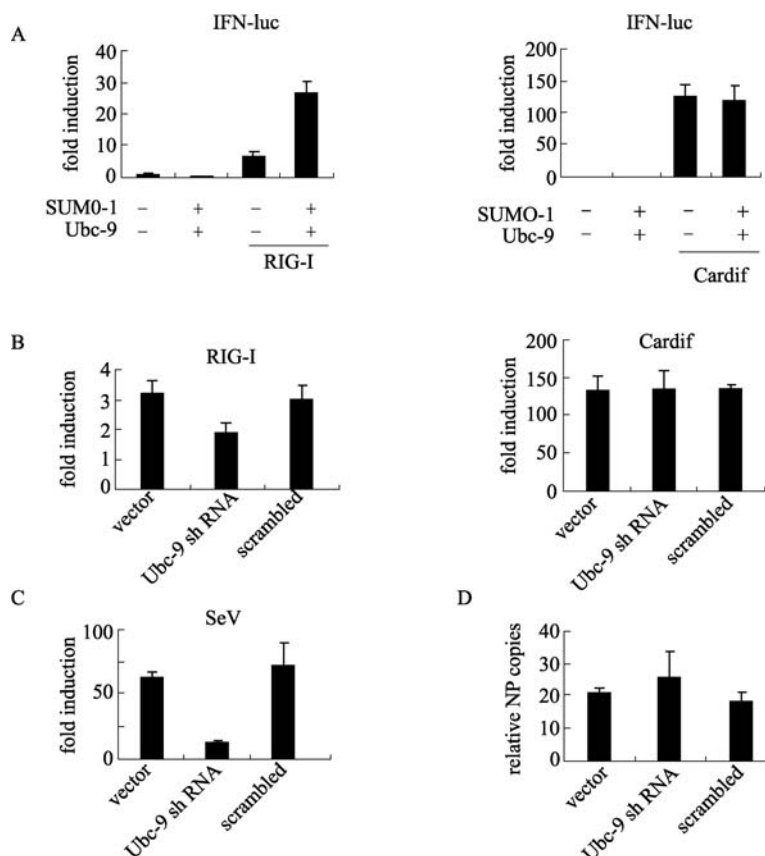 A
IFN-luc
fold induction
40
30
20
10
0
SUM0-1 – + – +
Ubc-9 – + – +
RIG-I
IFN-luc
fold induction
200
150
100
50
0
SUMO-1 – + – +
Ubc-9 – + – +
Cardif
B
RIG-I
fold induction
4
3
2
1
0
vector
Ubc-9 sh RNA
scrambled
Cardif
fold induction
200
150
100
50
0
vector
Ubc-9 sh RNA
scrambled
C
SeV
fold induction
100
50
0
vector
Ubc-9 sh RNA
scrambled
D
relative NP copies
40
30
20
10
0
vector
Ubc-9 sh RNA
scrambled